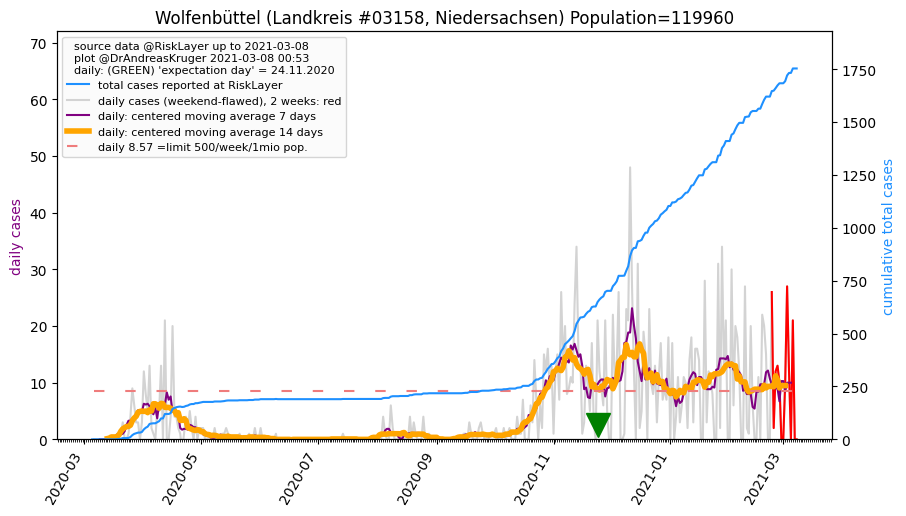 Wolfenbüttel (Landkreis #03158, Niedersachsen) Population=119960
source data @RiskLayer up to 2021-03-08
plot @DrAndreasKruger 2021-03-08 00:53
daily: (GREEN) 'expectation day' = 24.11.2020
total cases reported at RiskLayer
daily cases (weekend-flawed), 2 weeks: red
daily: centered moving average 7 days
daily: centered moving average 14 days
daily 8.57 =limit 500/week/1mio pop.
daily cases
70
60
50
40
30
20
10
0
cumulative total cases
1750
1500
1250
1000
750
500
250
0
2020-03
2020-05
2020-07
2020-09
2020-11
2021-01
2021-03